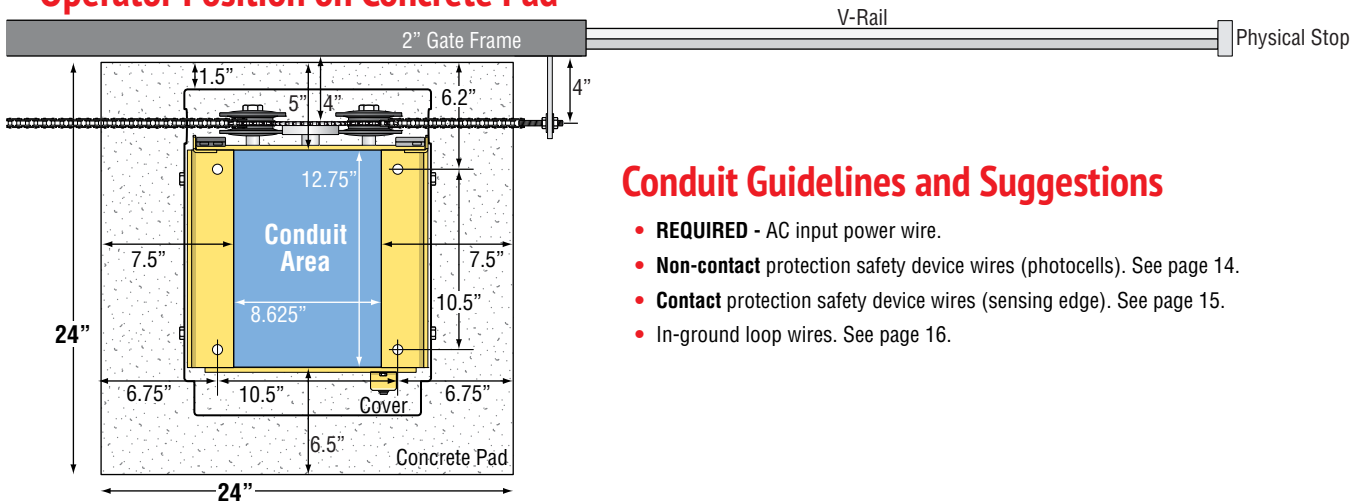 Operator Position on Concrete Pad
V-Rail
2” Gate Frame
Physical Stop
1.5”
5”
4”
6.2”
4”
12.75”
Conduit
Area
7.5”
7.5”
8.625”
10.5”
24”
6.75”
10.5”
6.75”
Cover
6.5”
Concrete Pad
24”
Conduit Guidelines and Suggestions
• REQUIRED - AC input power wire.
• Non-contact protection safety device wires (photocells). See page 14.
• Contact protection safety device wires (sensing edge). See page 15.
• In-ground loop wires. See page 16.